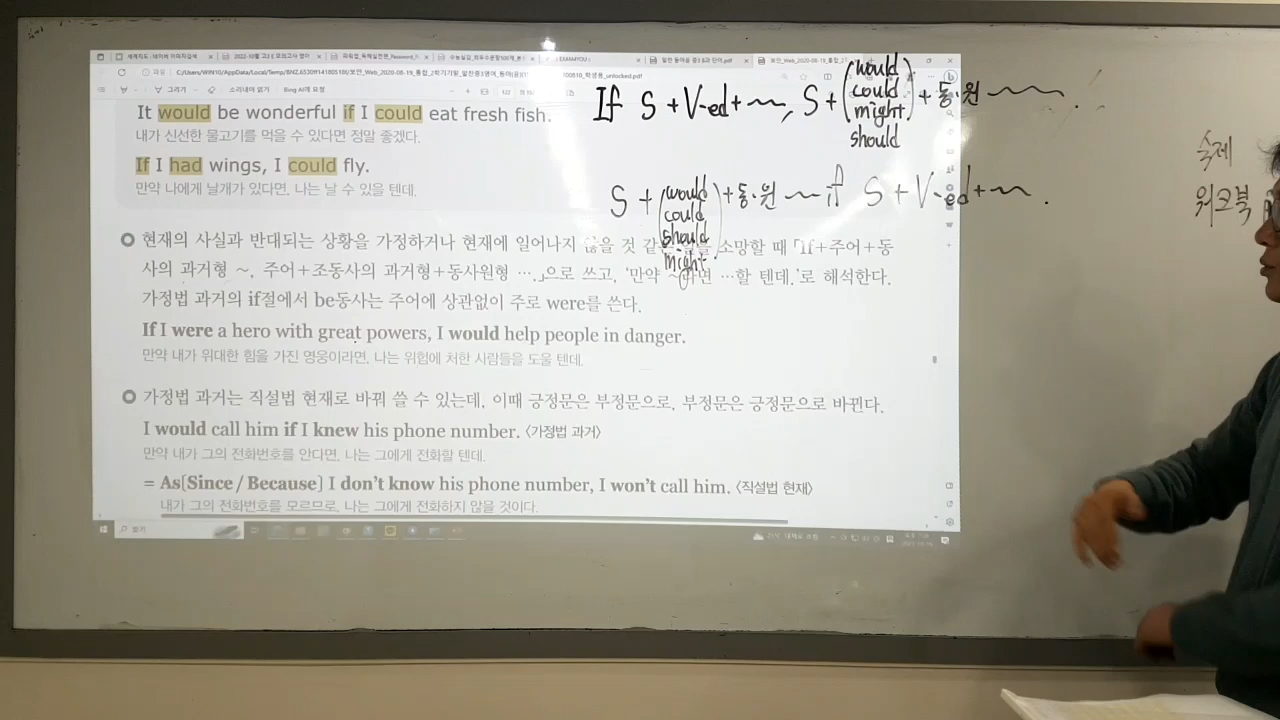 It would be wonderful if I could eat fresh fish.
내가 신선한 물고기를 먹을 수 있다면 정말 좋겠다.
If I had wings, I could fly.
만약 나에게 날개가 있다면, 나는 날 수 있을 텐데.
If S + V-ed + ~, S + (would could might should) + 동.원 ~.
S + (would could should might) + 동.원 ~ if S + V-ed + ~.
숙제
워크북
현재의 사실과 반대되는 상황을 가정하거나 현재에 일어나지 않을 것 같은 소망할 때 「If+주어+동
사의 과거형 ~, 주어+조동사의 과거형+동사원형 ….」으로 쓰고, '만약 ~라면 …할 텐데.'로 해석한다.
가정법 과거의 if절에서 be동사는 주어에 상관없이 주로 were를 쓴다.
If I were a hero with great powers, I would help people in danger.
만약 내가 위대한 힘을 가진 영웅이라면, 나는 위험에 처한 사람들을 도울 텐데.
가정법 과거는 직설법 현재로 바꿔 쓸 수 있는데, 이때 긍정문은 부정문으로, 부정문은 긍정문으로 바뀐다.
I would call him if I knew his phone number. 〈가정법 과거〉
만약 내가 그의 전화번호를 안다면, 나는 그에게 전화할 텐데.
= As[Since / Because] I don't know his phone number, I won't call him. 〈직설법 현재〉
내가 그의 전화번호를 모르므로, 나는 그에게 전화하지 않을 것이다.